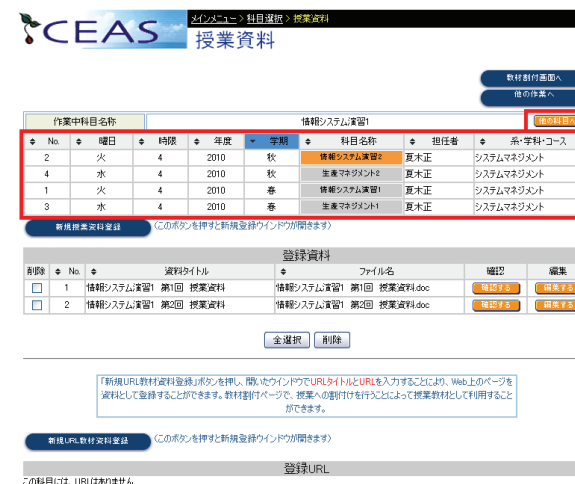 CEAS
メインメニュー > 科目選択 > 授業資料
授業資料
教材割付画面へ
他の作業へ
作業中科目名称 情報システム演習1 他の科目へ
No. 曜日 時限 年度 学期 科目名称 担任者 系・学科・コース
2 火 4 2010 秋 情報システム演習2 夏木正 システムマネジメント
4 水 4 2010 秋 生産マネジメント2 夏木正 システムマネジメント
1 火 4 2010 春 情報システム演習1 夏木正 システムマネジメント
3 水 4 2010 春 生産マネジメント1 夏木正 システムマネジメント
新規授業資料登録 (このボタンを押すと新規登録ウインドウが開きます)
登録資料
削除 No. 資料タイトル ファイル名 確認 編集
1 情報システム演習1 第1回 授業資料 情報システム演習1 第1回 授業資料.doc 確認する 編集する
2 情報システム演習1 第2回 授業資料 情報システム演習1 第2回 授業資料.doc 確認する 編集する
全選択 削除
「新規URL教材資料登録」ボタンを押し、開いたウインドウでURLタイトルとURLを入力することにより、Web上のページを
資料として登録することができます。教材割付ページで、授業への割付けを行うことによって授業教材として利用すること
ができます。
新規URL教材資料登録 (このボタンを押すと新規登録ウインドウが開きます)
登録URL
この科目には、URLはありません